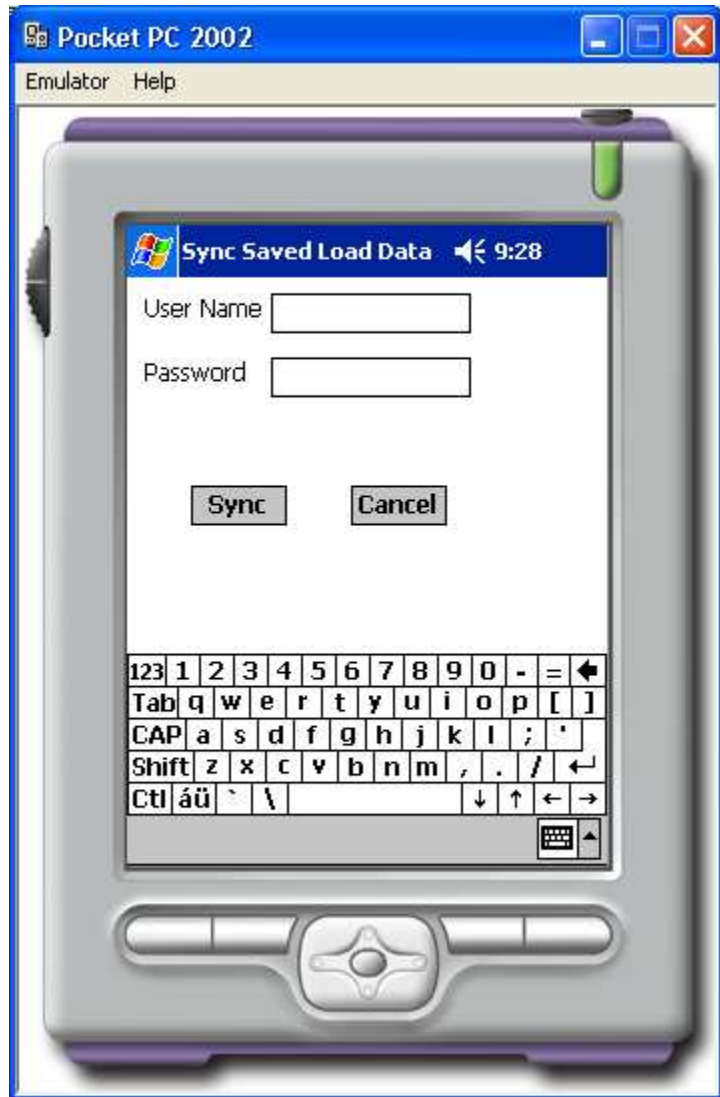 Pocket PC 2002
Emulator Help
Sync Saved Load Data 9:28
User Name
Password
Sync Cancel
123 1 2 3 4 5 6 7 8 9 0 - = 
Tab q w e r t y u i o p [ ]
CAP a s d f g h j k l ; '
Shift z x c v b n m , . / ↵
Ctl áü ` \ ↓ ↑ ← →